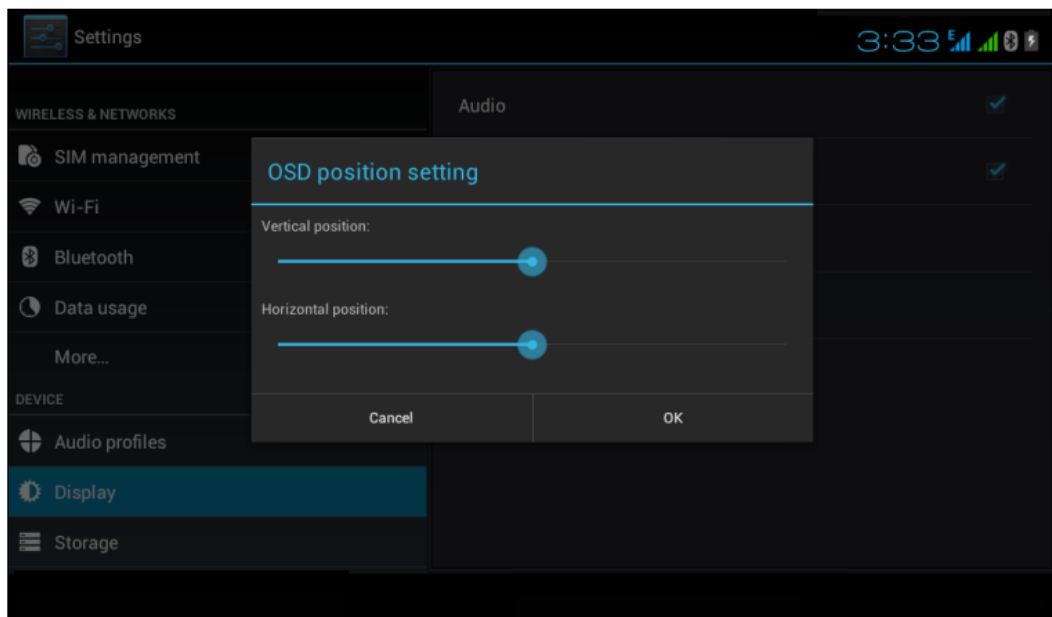 Settings
3:33
E
WIRELESS & NETWORKS
SIM management
Wi-Fi
Bluetooth
Data usage
More...
DEVICE
Audio profiles
Display
Storage
Audio
OSD position setting
Vertical position:
Horizontal position:
Cancel
OK